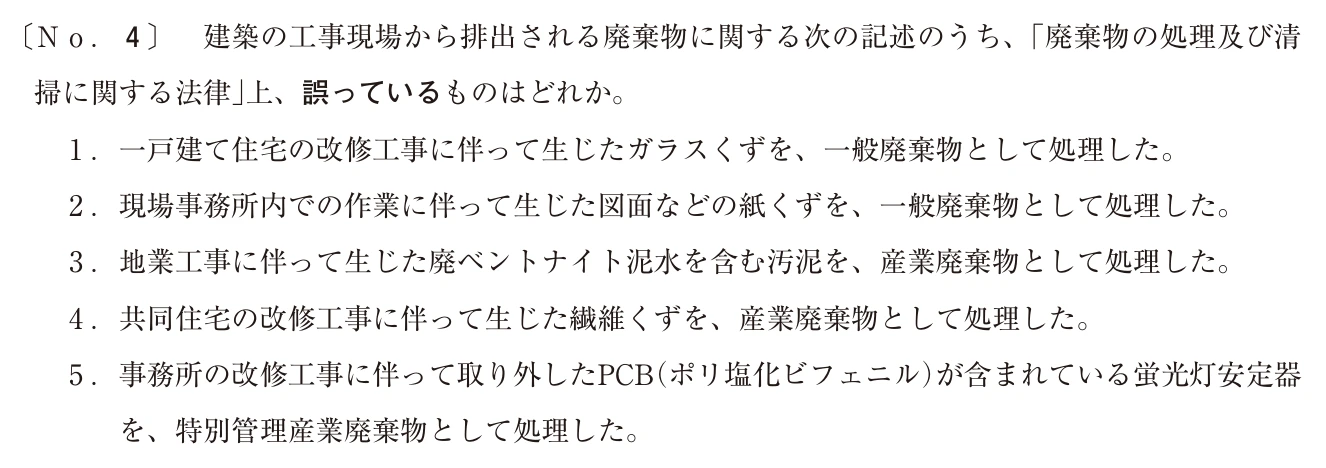 〔Ｎｏ．４〕　建築の工事現場から排出される廃棄物に関する次の記述のうち、「廃棄物の処理及び清
掃に関する法律」上、誤っているものはどれか。
１．一戸建て住宅の改修工事に伴って生じたガラスくずを、一般廃棄物として処理した。
２．現場事務所内での作業に伴って生じた図面などの紙くずを、一般廃棄物として処理した。
３．地業工事に伴って生じた廃ベントナイト泥水を含む汚泥を、産業廃棄物として処理した。
４．共同住宅の改修工事に伴って生じた繊維くずを、産業廃棄物として処理した。
５．事務所の改修工事に伴って取り外したPCB(ポリ塩化ビフェニル)が含まれている蛍光灯安定器
を、特別管理産業廃棄物として処理した。